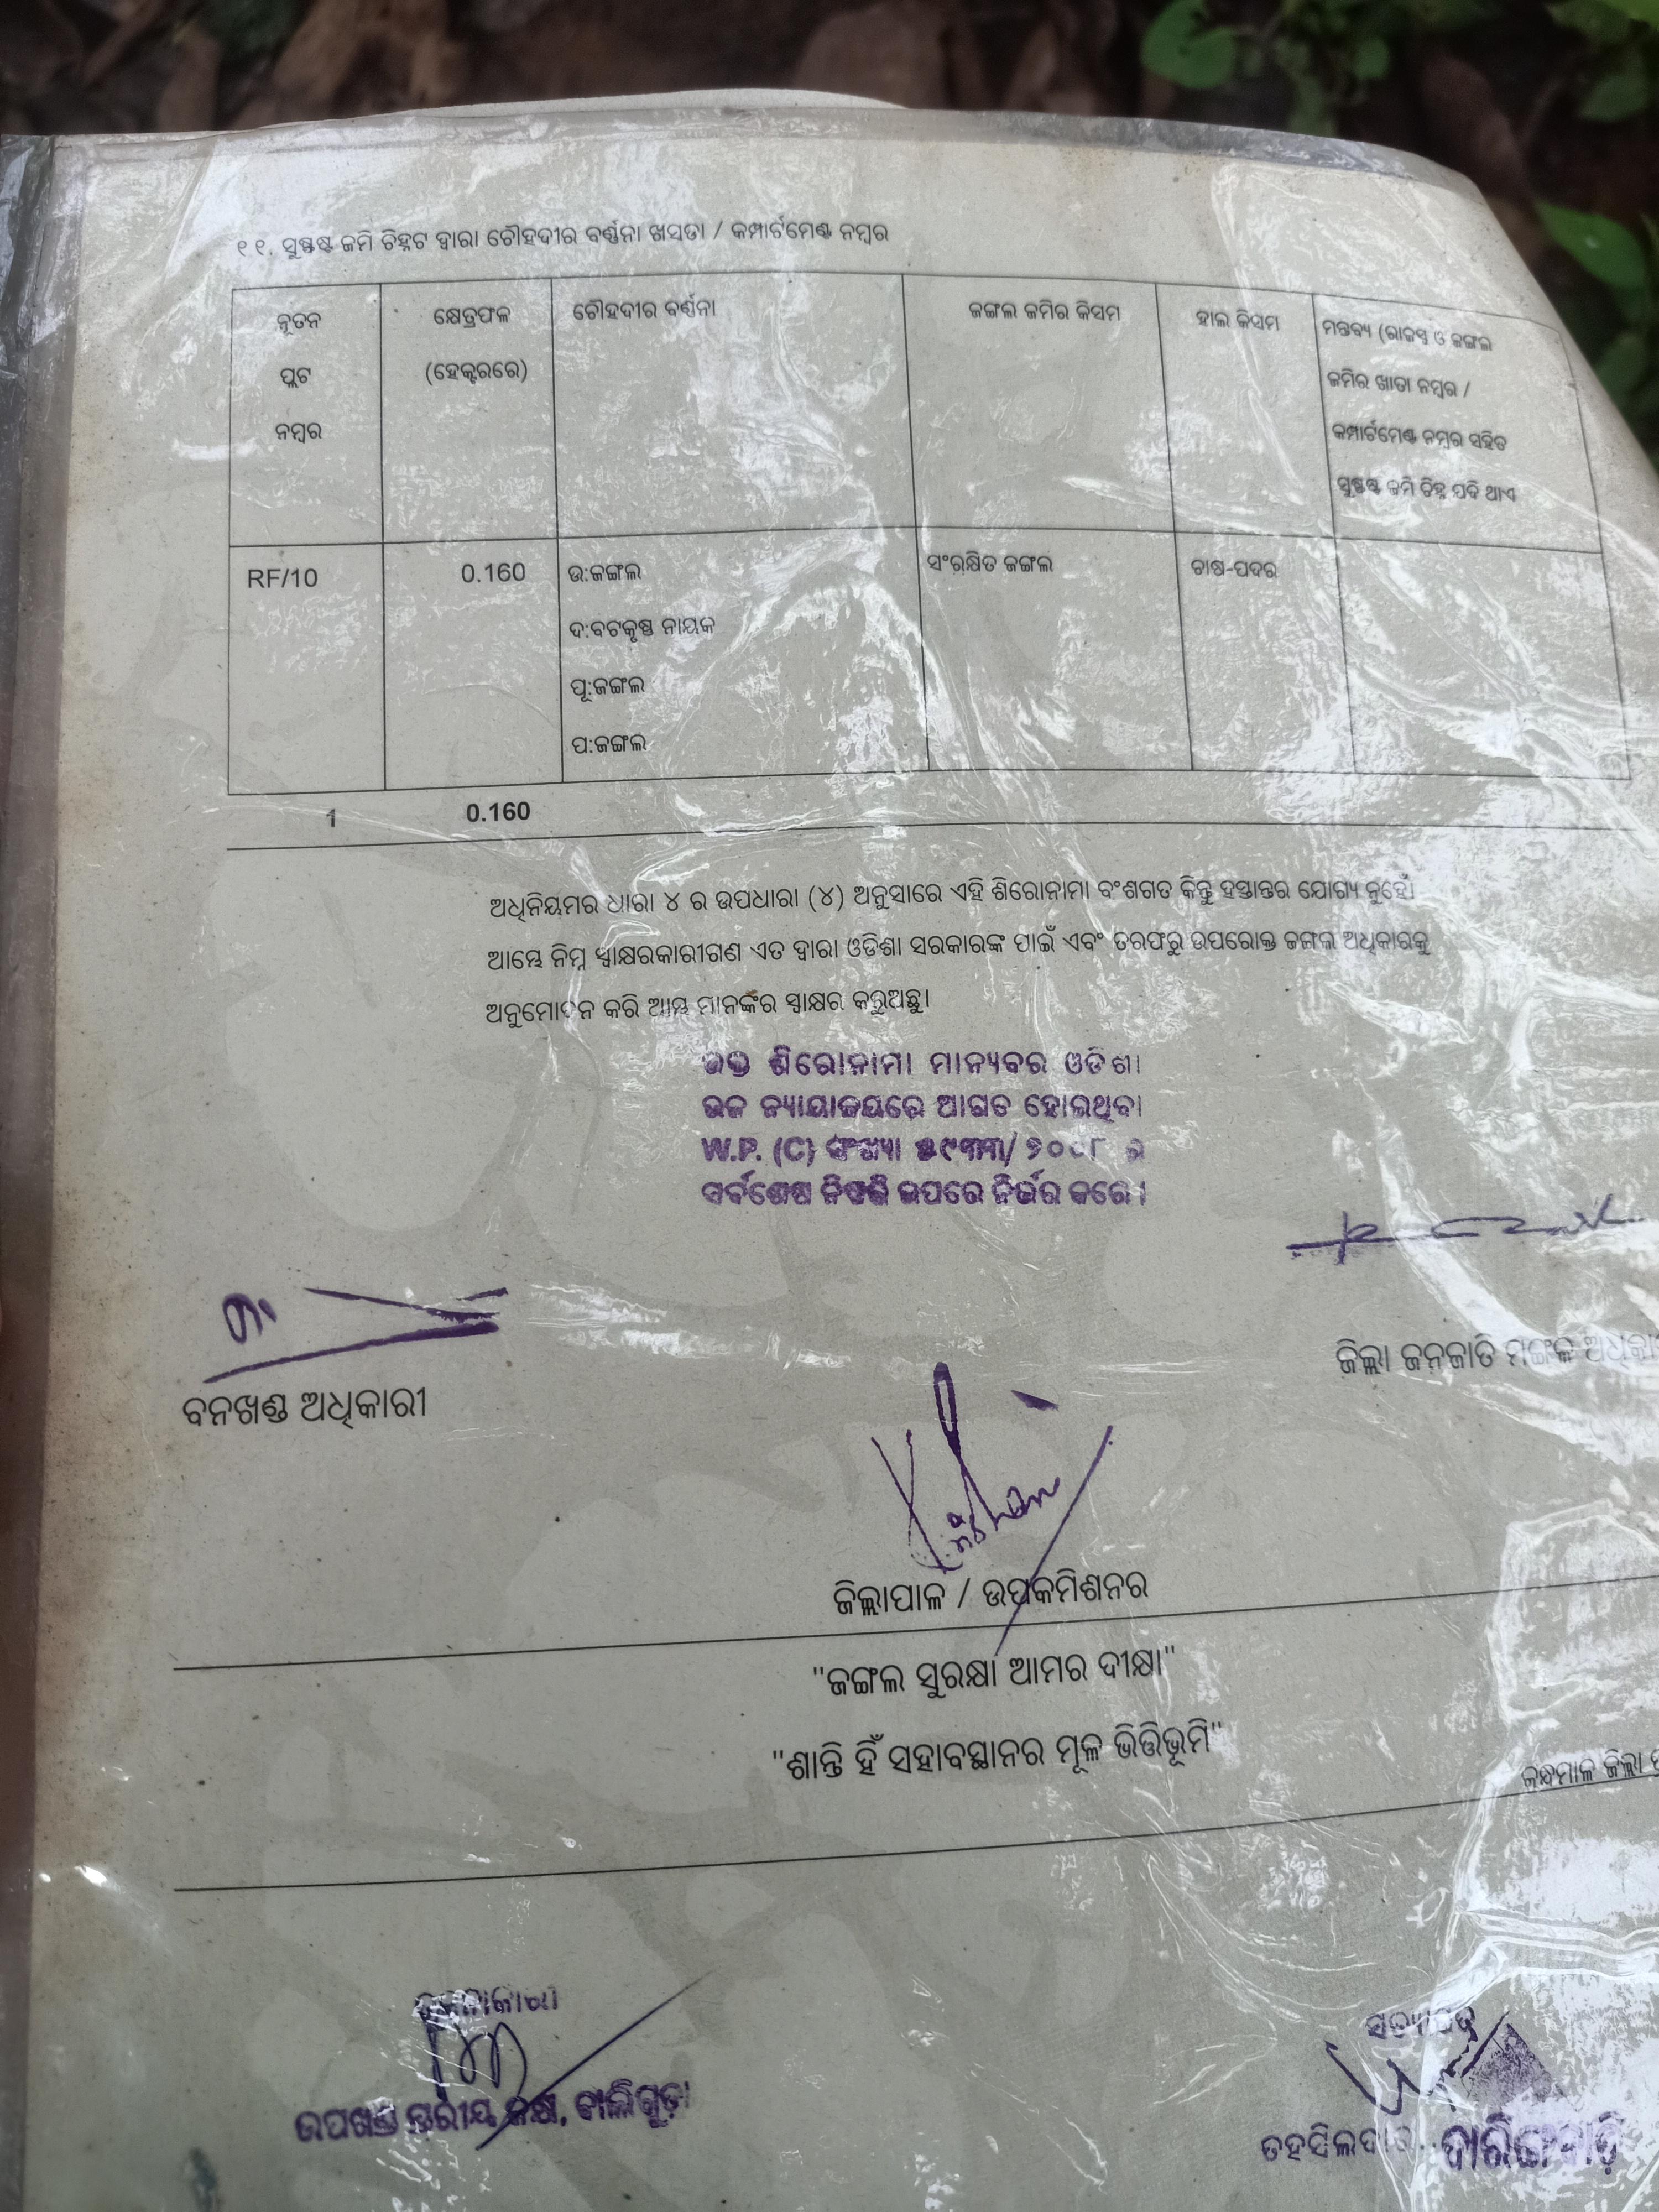 ୧୧. ସୁଷ୍ପଷ୍ଟ ଜମି ଚିହ୍ନଟ ଦ୍ୱାରା ଚୌହଦୀର ବର୍ଣ୍ଣନା ଖସଡା / କମ୍ପାର୍ଟମେଣ୍ଟ ନମ୍ବର
ନୂତନ ପ୍ଲଟ ନମ୍ବର
କ୍ଷେତ୍ରଫଳ (ହେକ୍ଟରରେ)
ଚୌହଦୀର ବର୍ଣ୍ଣନା
ଜଙ୍ଗଲ ଜମିର କିସମ
ହାଲ କିସମ
ମନ୍ତବ୍ୟ (ରାଜସ୍ୱ ଓ ଜଙ୍ଗଲ
ଜମିର ଖାତା ନମ୍ବର /
କମ୍ପାର୍ଟମେଣ୍ଟ ନମ୍ବର ସହିତ
ସୁଷ୍ପଷ୍ଟ ଜମି ଚିହ୍ନ ଯଦି ଥାଏ
RF/10 0.160 ଉ:ଜଙ୍ଗଲ ସଂରକ୍ଷିତ ଜଙ୍ଗଲ ଚାଷ-ପଦର
ଦ:ବଟକୃଷ୍ଣ ନାୟକ
ପୂ:ଜଙ୍ଗଲ
ପ:ଜଙ୍ଗଲ
1 0.160
ଅଧିନିୟମର ଧାରା ୪ ର ଉପଧାରା (୪) ଅନୁସାରେ ଏହି ଶିରୋନାମା ବଂଶଗତ କିନ୍ତୁ ହସ୍ତାନ୍ତର ଯୋଗ୍ୟ ନୁହେଁ।
ଆମ୍ଭେ ନିମ୍ନ ସ୍ୱାକ୍ଷରକାରୀଗଣ ଏତ ଦ୍ୱାରା ଓଡିଶା ସରକାରଙ୍କ ପାଇଁ ଏବଂ ତରଫରୁ ଉପରୋକ୍ତ ଜଙ୍ଗଲ ଅଧିକାରକୁ
ଅନୁମୋଦନ କରି ଆମ୍ଭ ମାନଙ୍କର ସ୍ୱାକ୍ଷର କରୁଅଛୁ।
ଉକ୍ତ ଶିରୋନାମା ମାନ୍ୟବର ଓଡିଶା
ଉଚ୍ଚ ନ୍ୟାୟାଳୟରେ ଆଗତ ହୋଇଥିବା
W.P. (C) ସଂଖ୍ୟା ର
ସର୍ବଶେଷ ନିଷ୍ପତ୍ତି ଉପରେ ନିର୍ଭର କରେ।
ବନଖଣ୍ଡ ଅଧିକାରୀ
ଜିଲ୍ଲା ଜନଜାତି ମଙ୍ଗଳ
ଜିଲ୍ଲାପାଳ / ଉପକମିଶନର
"ଜଙ୍ଗଲ ସୁରକ୍ଷା ଆମର ଦୀକ୍ଷା"
"ଶାନ୍ତି ହିଁ ସହାବସ୍ଥାନର ମୂଳ ଭିତ୍ତିଭୂମି"
କନ୍ଧମାଳ ଜିଲ୍ଲା
ଉପଖଣ୍ଡ ସ୍ତରୀୟ କକ୍ଷ, ବାଲିଗୁଡ଼ା
ତହସିଲଦାର ଦାରିଙ୍ଗବାଡ଼ି